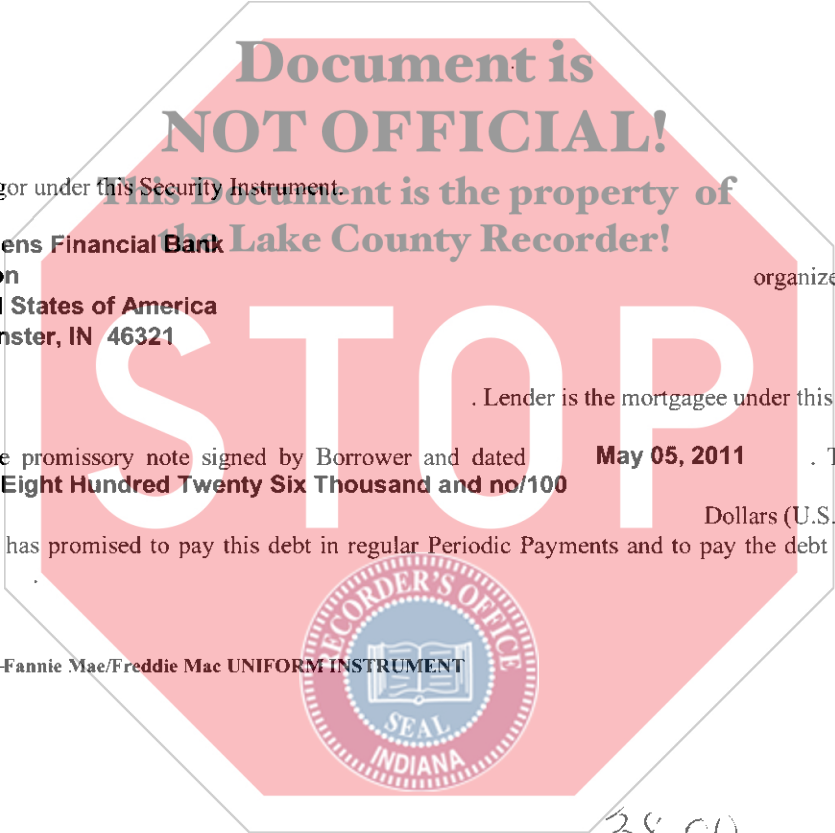 Document is
NOT OFFICIAL!
gor under this Security Instrument.
This Document is the property of
ens Financial Bank
the Lake County Recorder!
on
organize
d States of America
nster, IN 46321
STOP
. Lender is the mortgagee under this
e promissory note signed by Borrower and dated May 05, 2011 . T
Eight Hundred Twenty Six Thousand and no/100
Dollars (U.S.
has promised to pay this debt in regular Periodic Payments and to pay the debt
.
RECORDER'S OFFICE
-Fannie Mae/Freddie Mac UNIFORM INSTRUMENT
SEAL
INDIANA